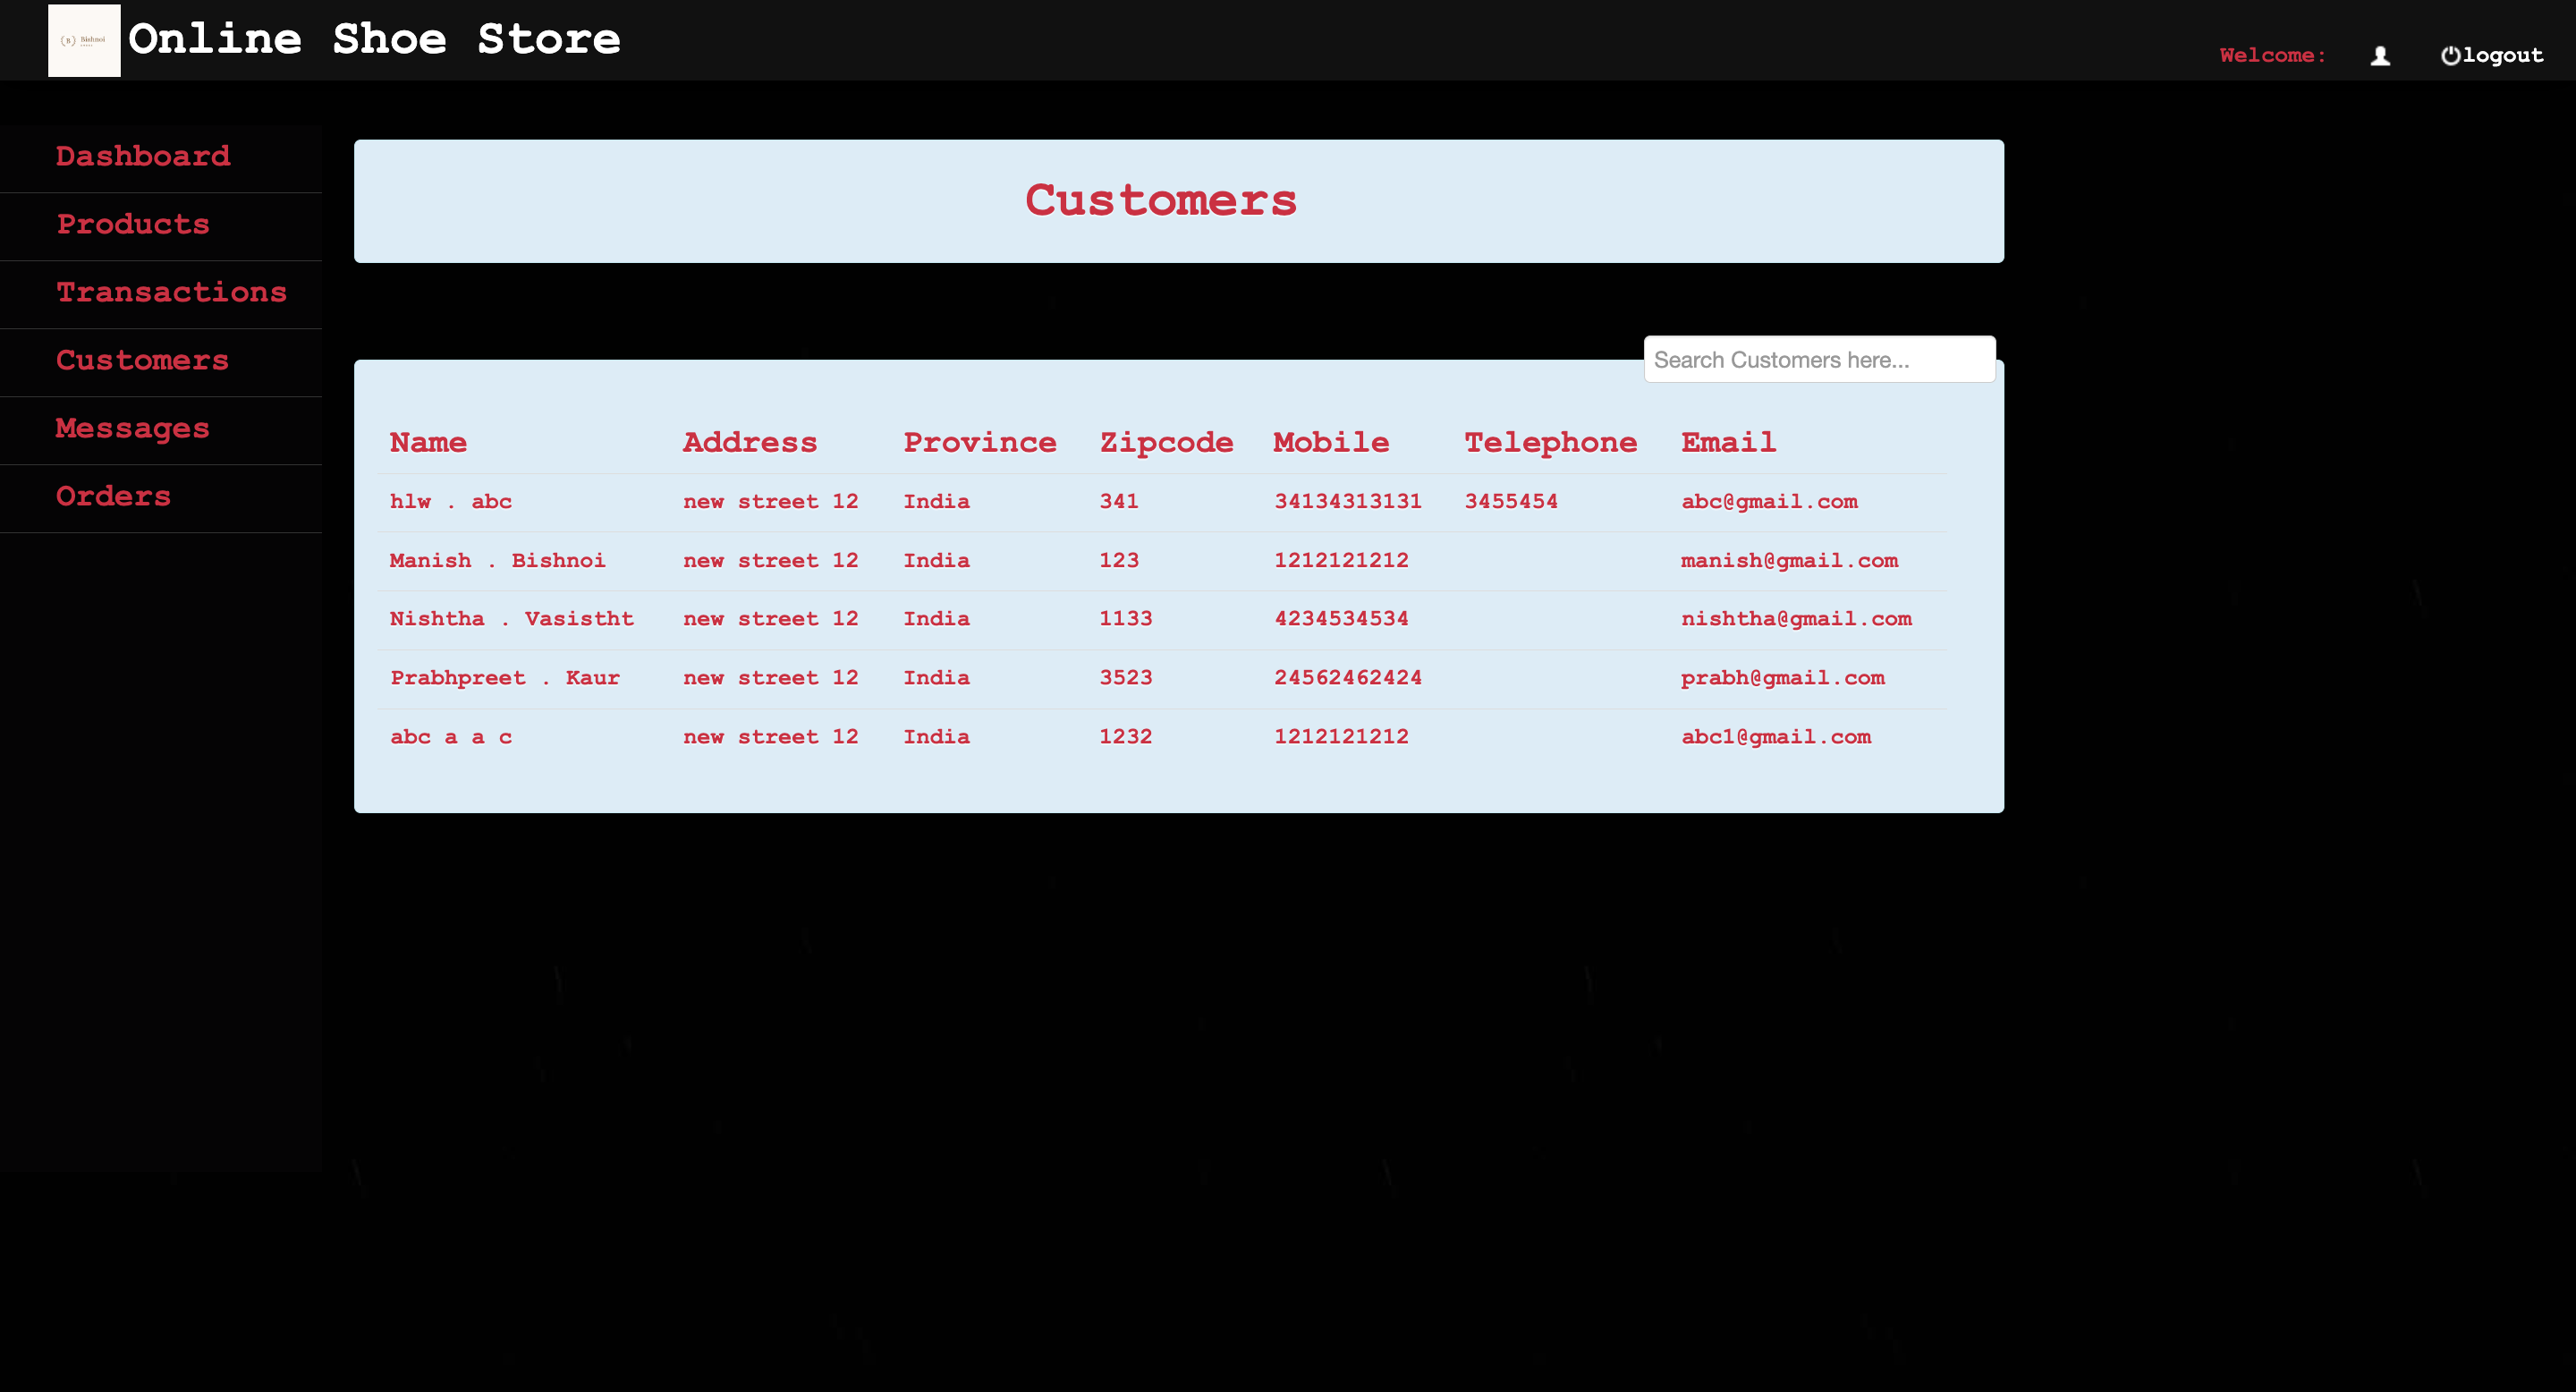 (B) Bishnoi
Online Shoe Store
Welcome: logout
Dashboard
Products
Transactions
Customers
Messages
Orders
Customers
Search Customers here...
Name Address Province Zipcode Mobile Telephone Email
hlw . abc new street 12 India 341 34134313131 3455454 abc@gmail.com
Manish . Bishnoi new street 12 India 123 1212121212 manish@gmail.com
Nishtha . Vasistht new street 12 India 1133 4234534534 nishtha@gmail.com
Prabhpreet . Kaur new street 12 India 3523 24562462424 prabh@gmail.com
abc a a c new street 12 India 1232 1212121212 abc1@gmail.com